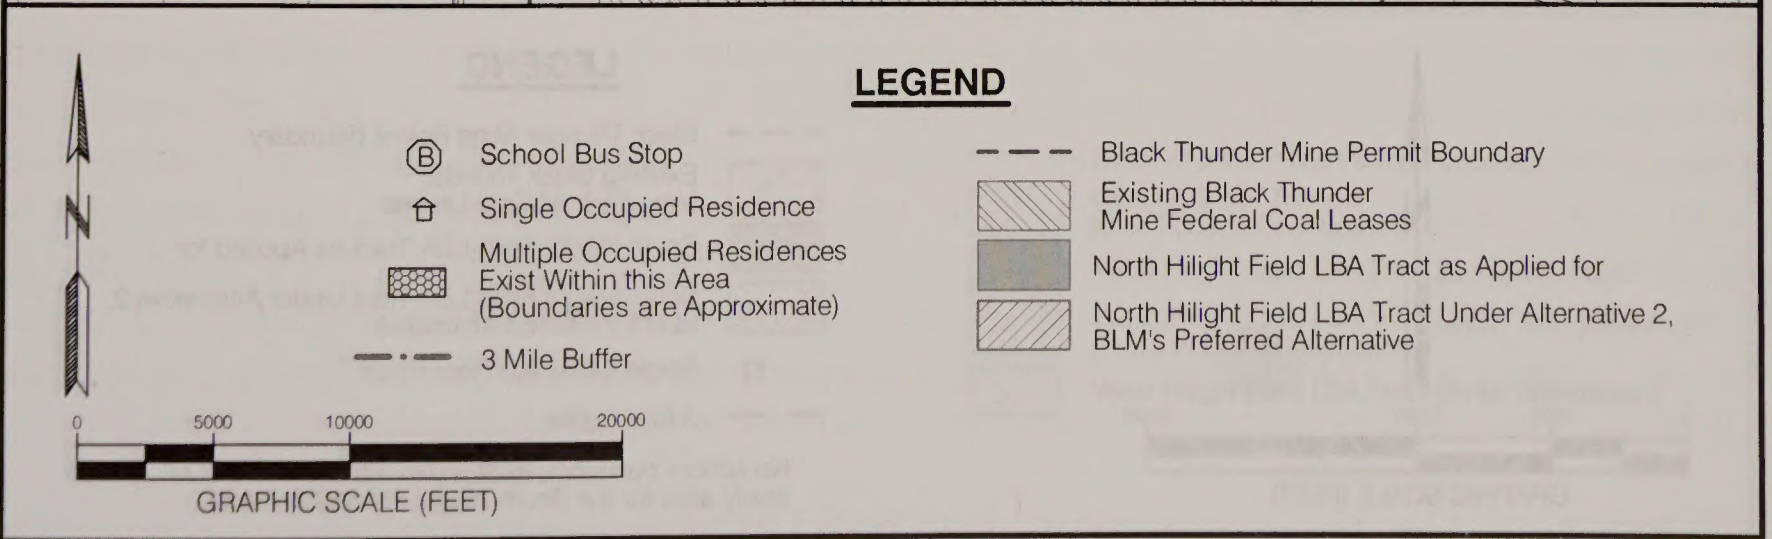 LEGEND
N
B School Bus Stop
Single Occupied Residence
Multiple Occupied Residences
Exist Within this Area
(Boundaries are Approximate)
3 Mile Buffer
0 5000 10000 20000
GRAPHIC SCALE (FEET)
Black Thunder Mine Permit Boundary
Existing Black Thunder
Mine Federal Coal Leases
North Hilight Field LBA Tract as Applied for
North Hilight Field LBA Tract Under Alternative 2,
BLM's Preferred Alternative